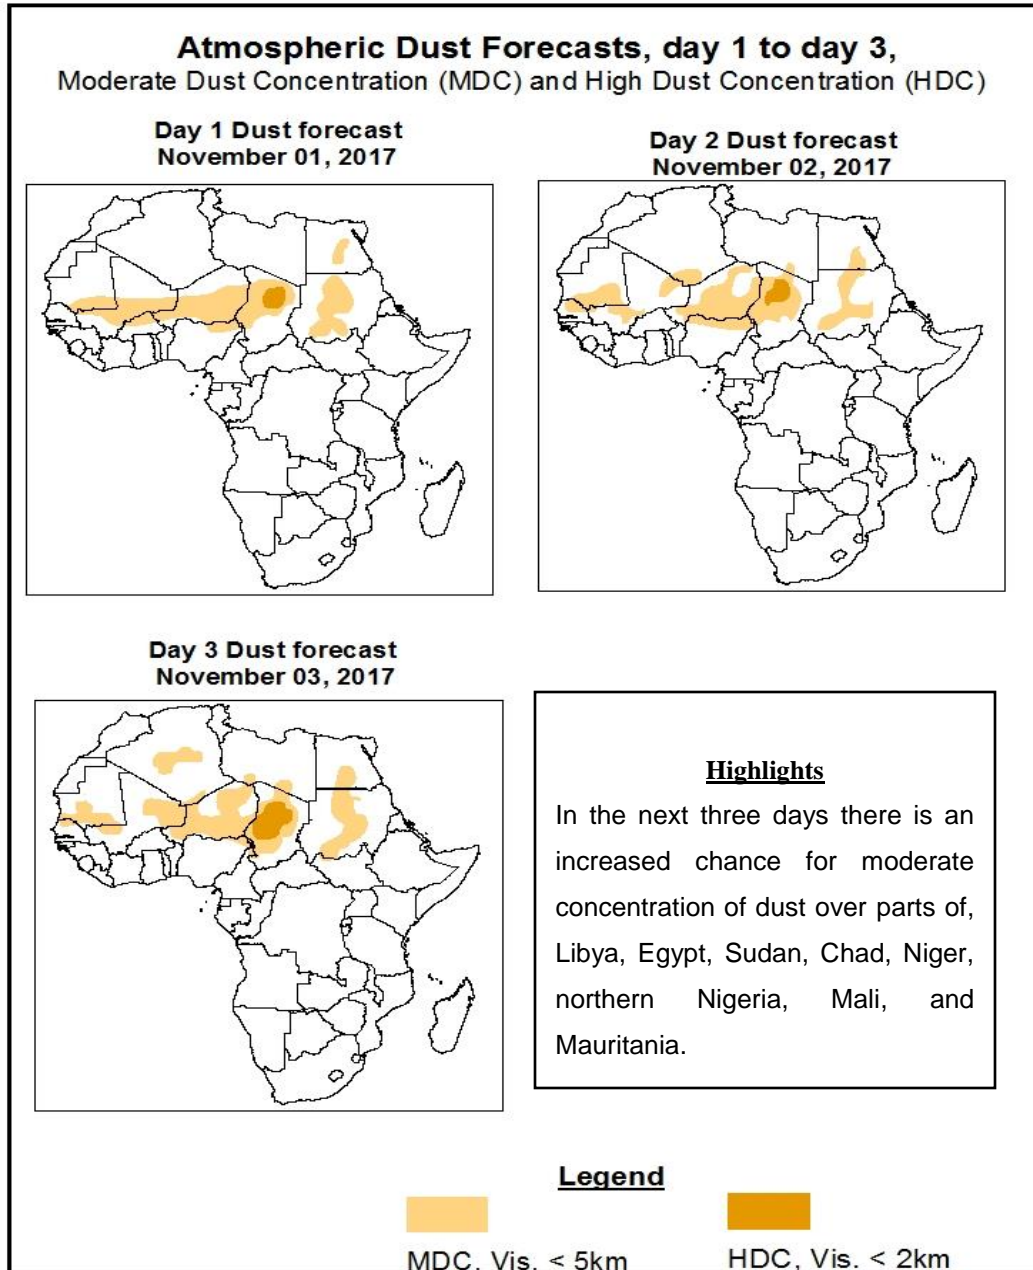 Atmospheric Dust Forecasts, day 1 to day 3,
Moderate Dust Concentration (MDC) and High Dust Concentration (HDC)
Day 1 Dust forecast
November 01, 2017
Day 2 Dust forecast
November 02, 2017
Day 3 Dust forecast
November 03, 2017
Highlights
In the next three days there is an
increased chance for moderate
concentration of dust over parts of,
Libya, Egypt, Sudan, Chad, Niger,
northern Nigeria, Mali, and
Mauritania.
Legend
MDC, Vis. < 5km
HDC, Vis. < 2km